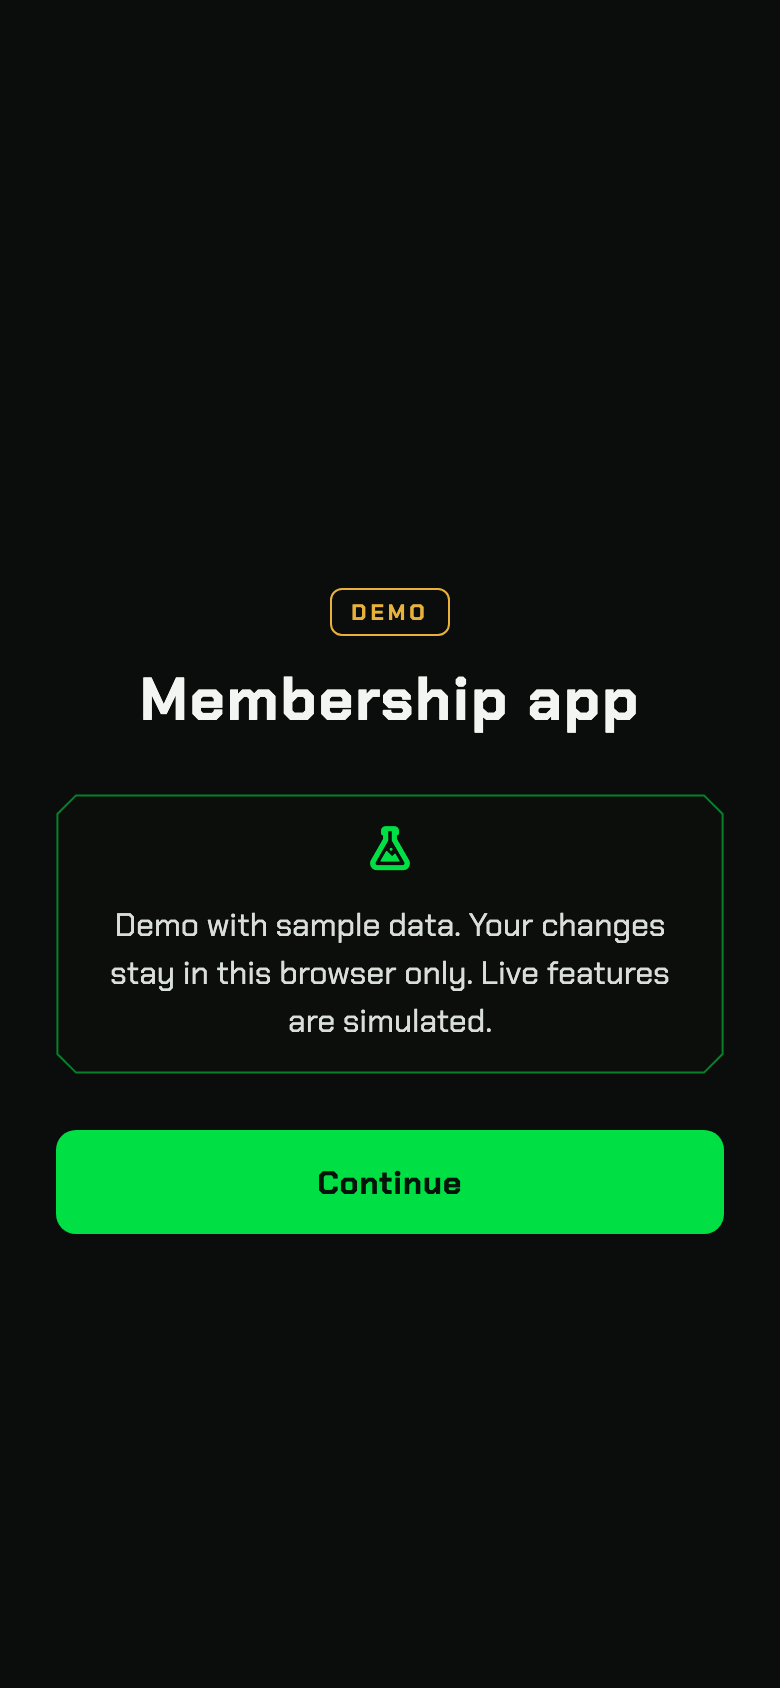 DEMO
Membership app
Demo with sample data. Your changes
stay in this browser only. Live features
are simulated.
Continue